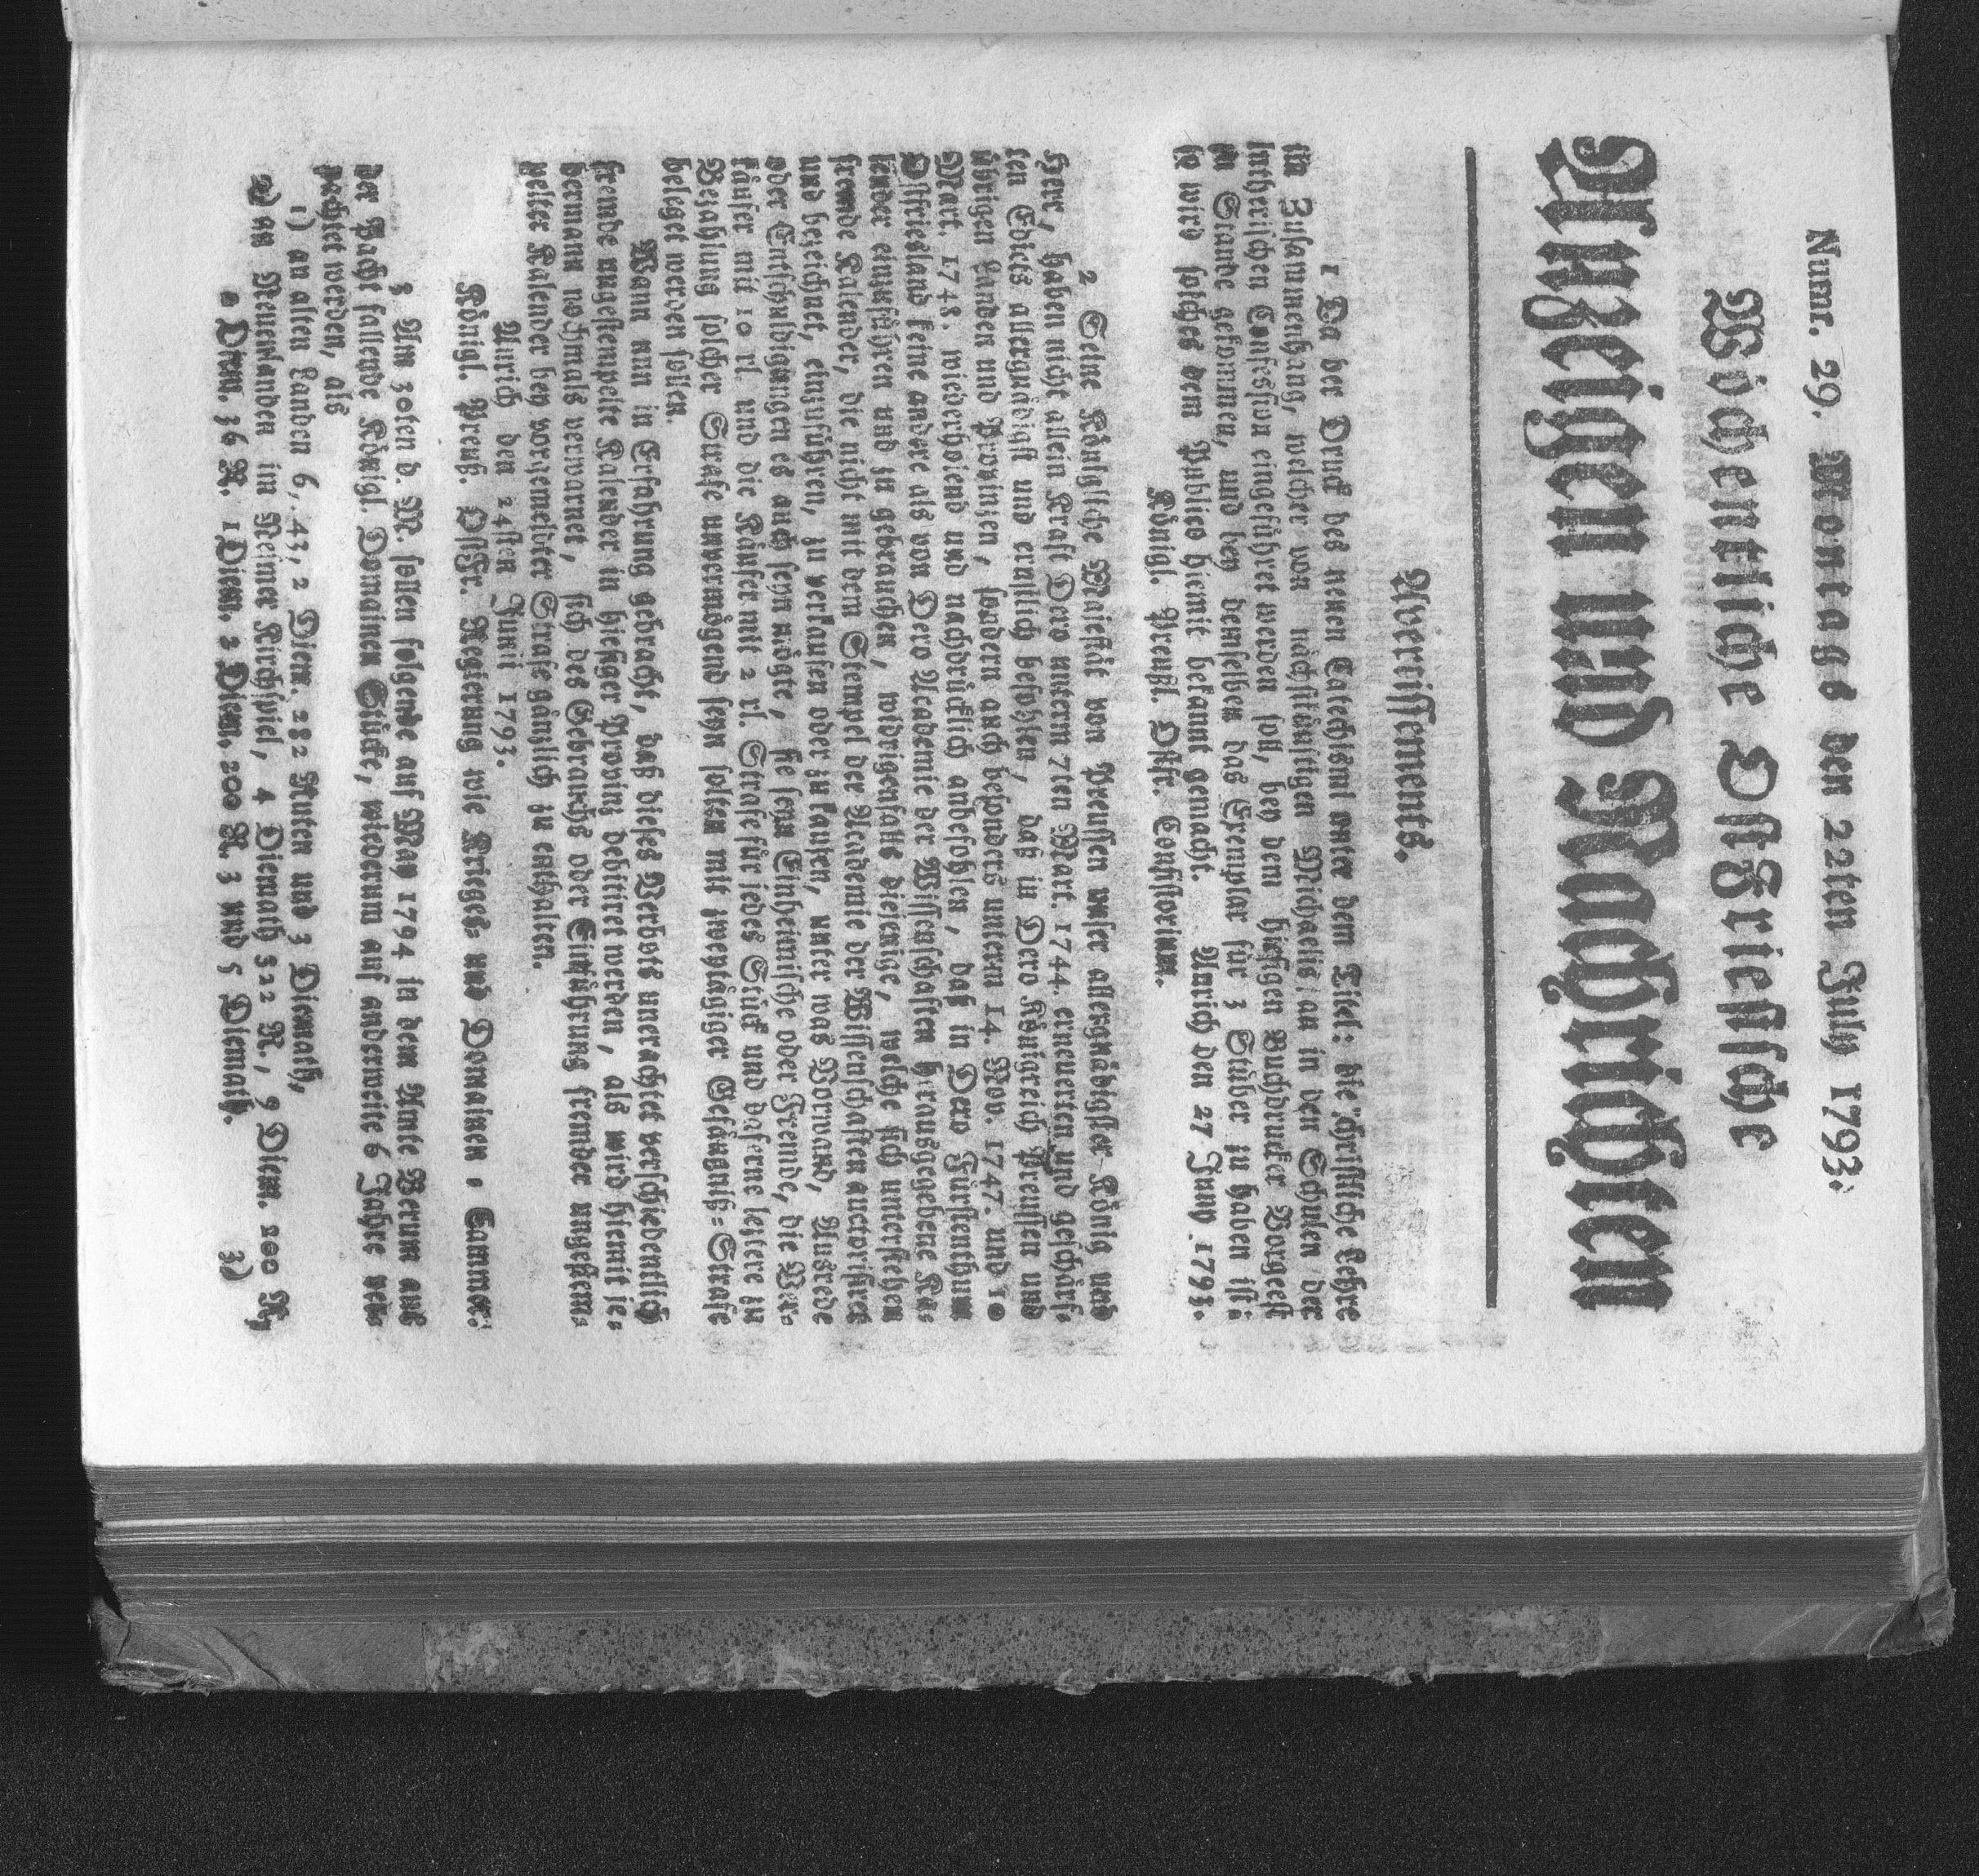 Numr. 29. Montags den 22ten July 1793.
Wöchentliche OstFriesische
Anzeigen und Nachrichten
Avertissements.
1 Da der Druck des neuen Catechismi unter dem Titel: die christliche Lehre
im Zusammenhang, welcher von nächstkünftigen Michaelis an in den Schulen der
lutherischen Confession eingeführet werden soll, bey dem hiesigen Buchdrucker Borgeest
zu Stande gekommen, und bey demselben das Exemplar für 3 Stüber zu haben ist;
so wird solches dem Publico hiemit bekannt gemacht. Aurich den 27 Juny 1793.
Königl. Preußl. Ostfr. Consistorium.
2 Seine Königliche Majestät von Preussen unser allergnädigster König und
Herr, haben nicht allein Kraft Dero unterm 7ten Mart. 1744. erneuerten und geschärf-
ten Edicts allergnädigst und ernstlich befohlen, daß in Dero Königreich Preussen und
übrigen Landen und Provinzen, sondern auch besonders unterm 14. Nov. 1747. und 10
Mart. 1748. wiederholend und nachdrücklich anbefohlen, daß in Dero Fürstenthum
Ostfriesland keine andere als von Dero Academie der Wissenschaften herausgegebene Ka-
lender einzuführen und zu gebrauchen, widrigenfalls diejenige, welche sich unterstehen
fremde Kalender, die nicht mit dem Stempel der Academie der Wissenschaften autorisiret
und bezeichnet, einzuführen, zu verkaufen oder zu kaufen, unter was Vorwand, Ausrede
oder Entschuldigungen es auch seyn mögte, sie seyn Einheimische oder Fremde, die Ver-
käufer mit 10 rl. und die Käufer mit 2 rl. Strafe für jedes Stück und daferne letztere zu
Bezahlung solcher Strafe unvermögend seyn solten mit zweytägiger Gefängniß-Strafe
beleget werden sollen.
Wann nun in Erfahrung gebracht, daß dieses Verbots unerachtet verschiedentlich
fremde ungestempelte Kalender in hiesiger Provinz debitiret werden, als wird hiemit je-
dermann nochmals verwarnet, sich des Gebrauchs oder Einführung fremder ungestem-
pelter Kalender bey vorgemeldter Strafe gänzlich zu enthalten.
Aurich den 24sten Junii 1793.
Königl. Preuß. Ostfr. Regierung wie Krieges- und Domainen-Cammer.
3 Am 30ten d. M. sollen folgende auf May 1794 in dem Amte Berum aus
der Pacht fallende Königl Domainen Stücke, wiederum auf anderweite 6 Jahre ver-
pachtet werden, als
1) an alten Landen 6, 43, 2 Diem. 282 Ruten und 3 Diemath,
2) an Neuenlanden in Neimer Kirchspiel, 4 Diemath 322 R., 9 Diem. 200 R,
Diem. 36 R. 1 Diem. 2 Diem. 200 R. 3 und 5 Diemath.
3)